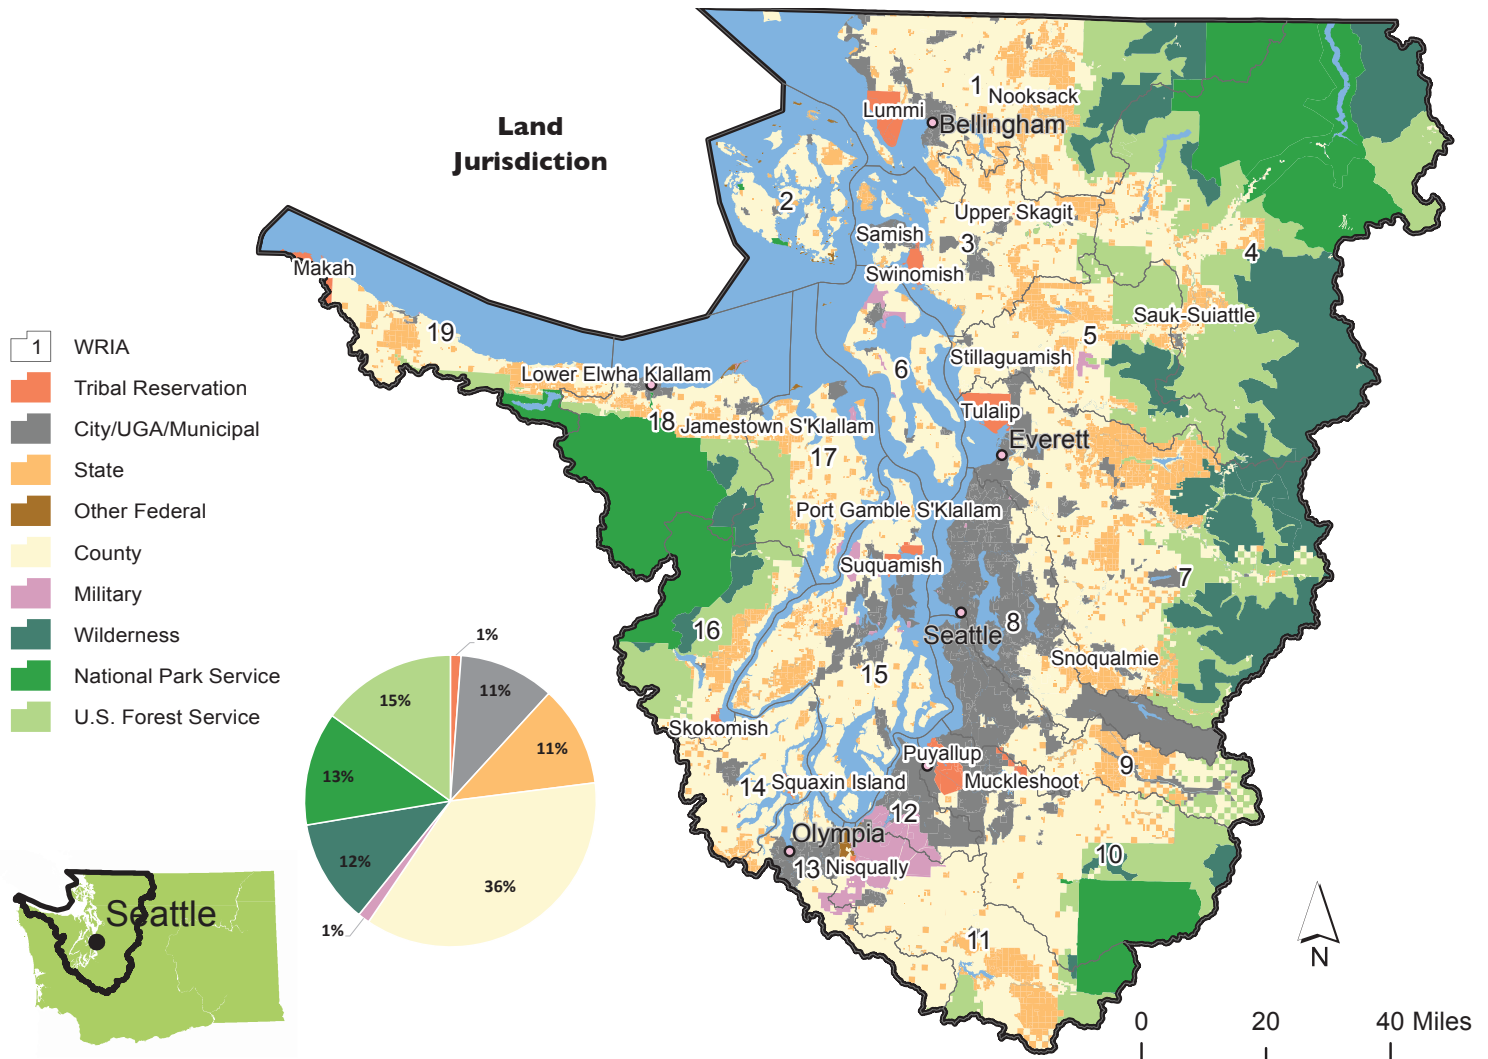 Land
Jurisdiction
1
Nooksack
Lummi
Bellingham
2
Upper Skagit
Samish
3
4
Swinomish
Makah
Sauk-Suiattle
19
5
Stillaguamish
6
Lower Elwha Klallam
Tulalip
18
Jamestown S'Klallam
Everett
17
Port Gamble S'Klallam
Suquamish
7
Seattle
8
16
Snoqualmie
15
Skokomish
Puyallup
9
Muckleshoot
14
Squaxin Island
12
Olympia
10
13
Nisqually
11
1
WRIA
Tribal Reservation
City/UGA/Municipal
State
Other Federal
County
Military
Wilderness
National Park Service
U.S. Forest Service
1%
11%
15%
11%
13%
12%
36%
1%
Seattle
N
0 20 40 Miles